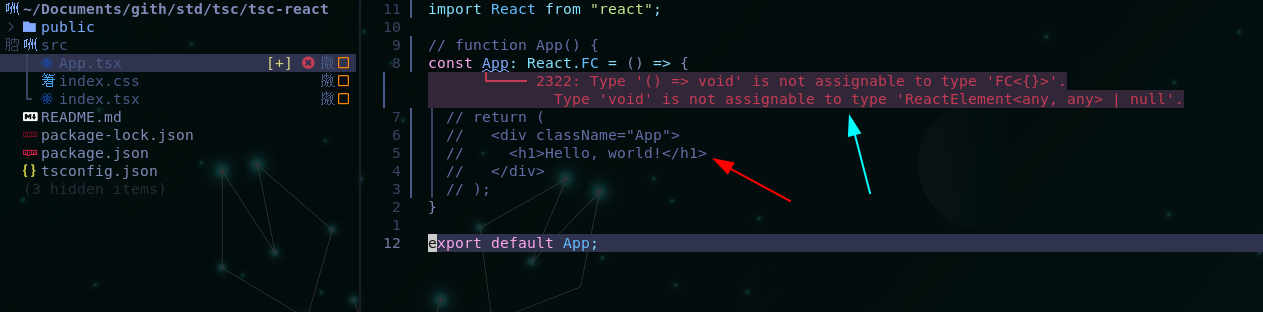 ~/Documents/gith/std/tsc/tsc-react
public
src
App.tsx [+]
index.css
index.tsx
README.md
package-lock.json
package.json
{} tsconfig.json
(3 hidden items)
11 import React from "react";
10
9 // function App() {
8 const App: React.FC = () => {
2322: Type '() => void' is not assignable to type 'FC<{}>'.
Type 'void' is not assignable to type 'ReactElement<any, any> | null'.
7 // return (
6 //   <div className="App">
5 //     <h1>Hello, world!</h1>
4 //   </div>
3 // );
2 }
1
12 export default App;